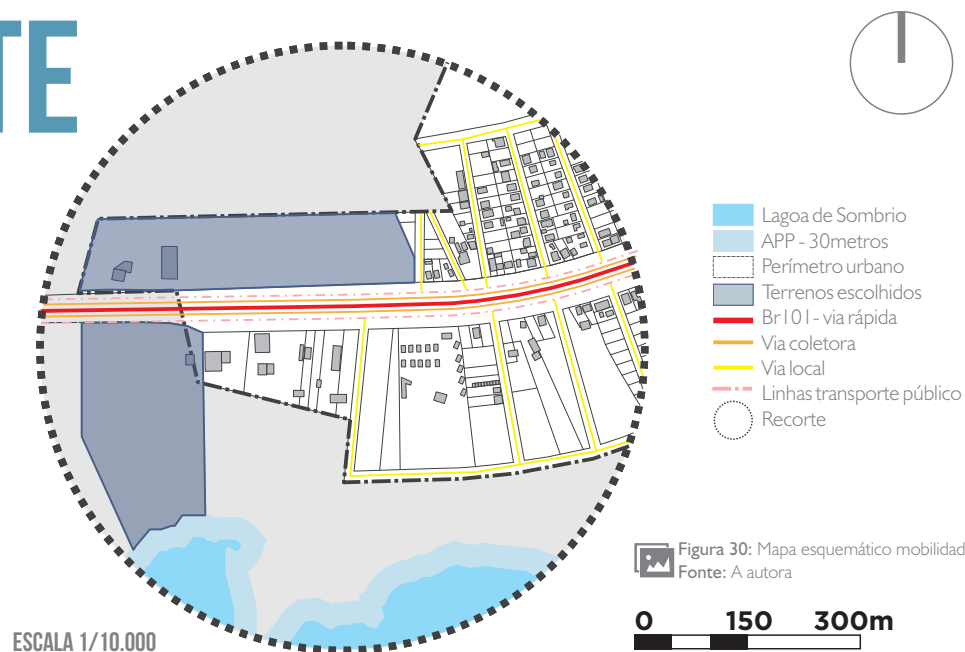 TE
Lagoa de Sombrio
APP - 30metros
Perímetro urbano
Terrenos escolhidos
Br101 - via rápida
Via coletora
Via local
Linhas transporte público
Recorte
Figura 30: Mapa esquemático mobilidad
Fonte: A autora
0 150 300m
ESCALA 1/10.000